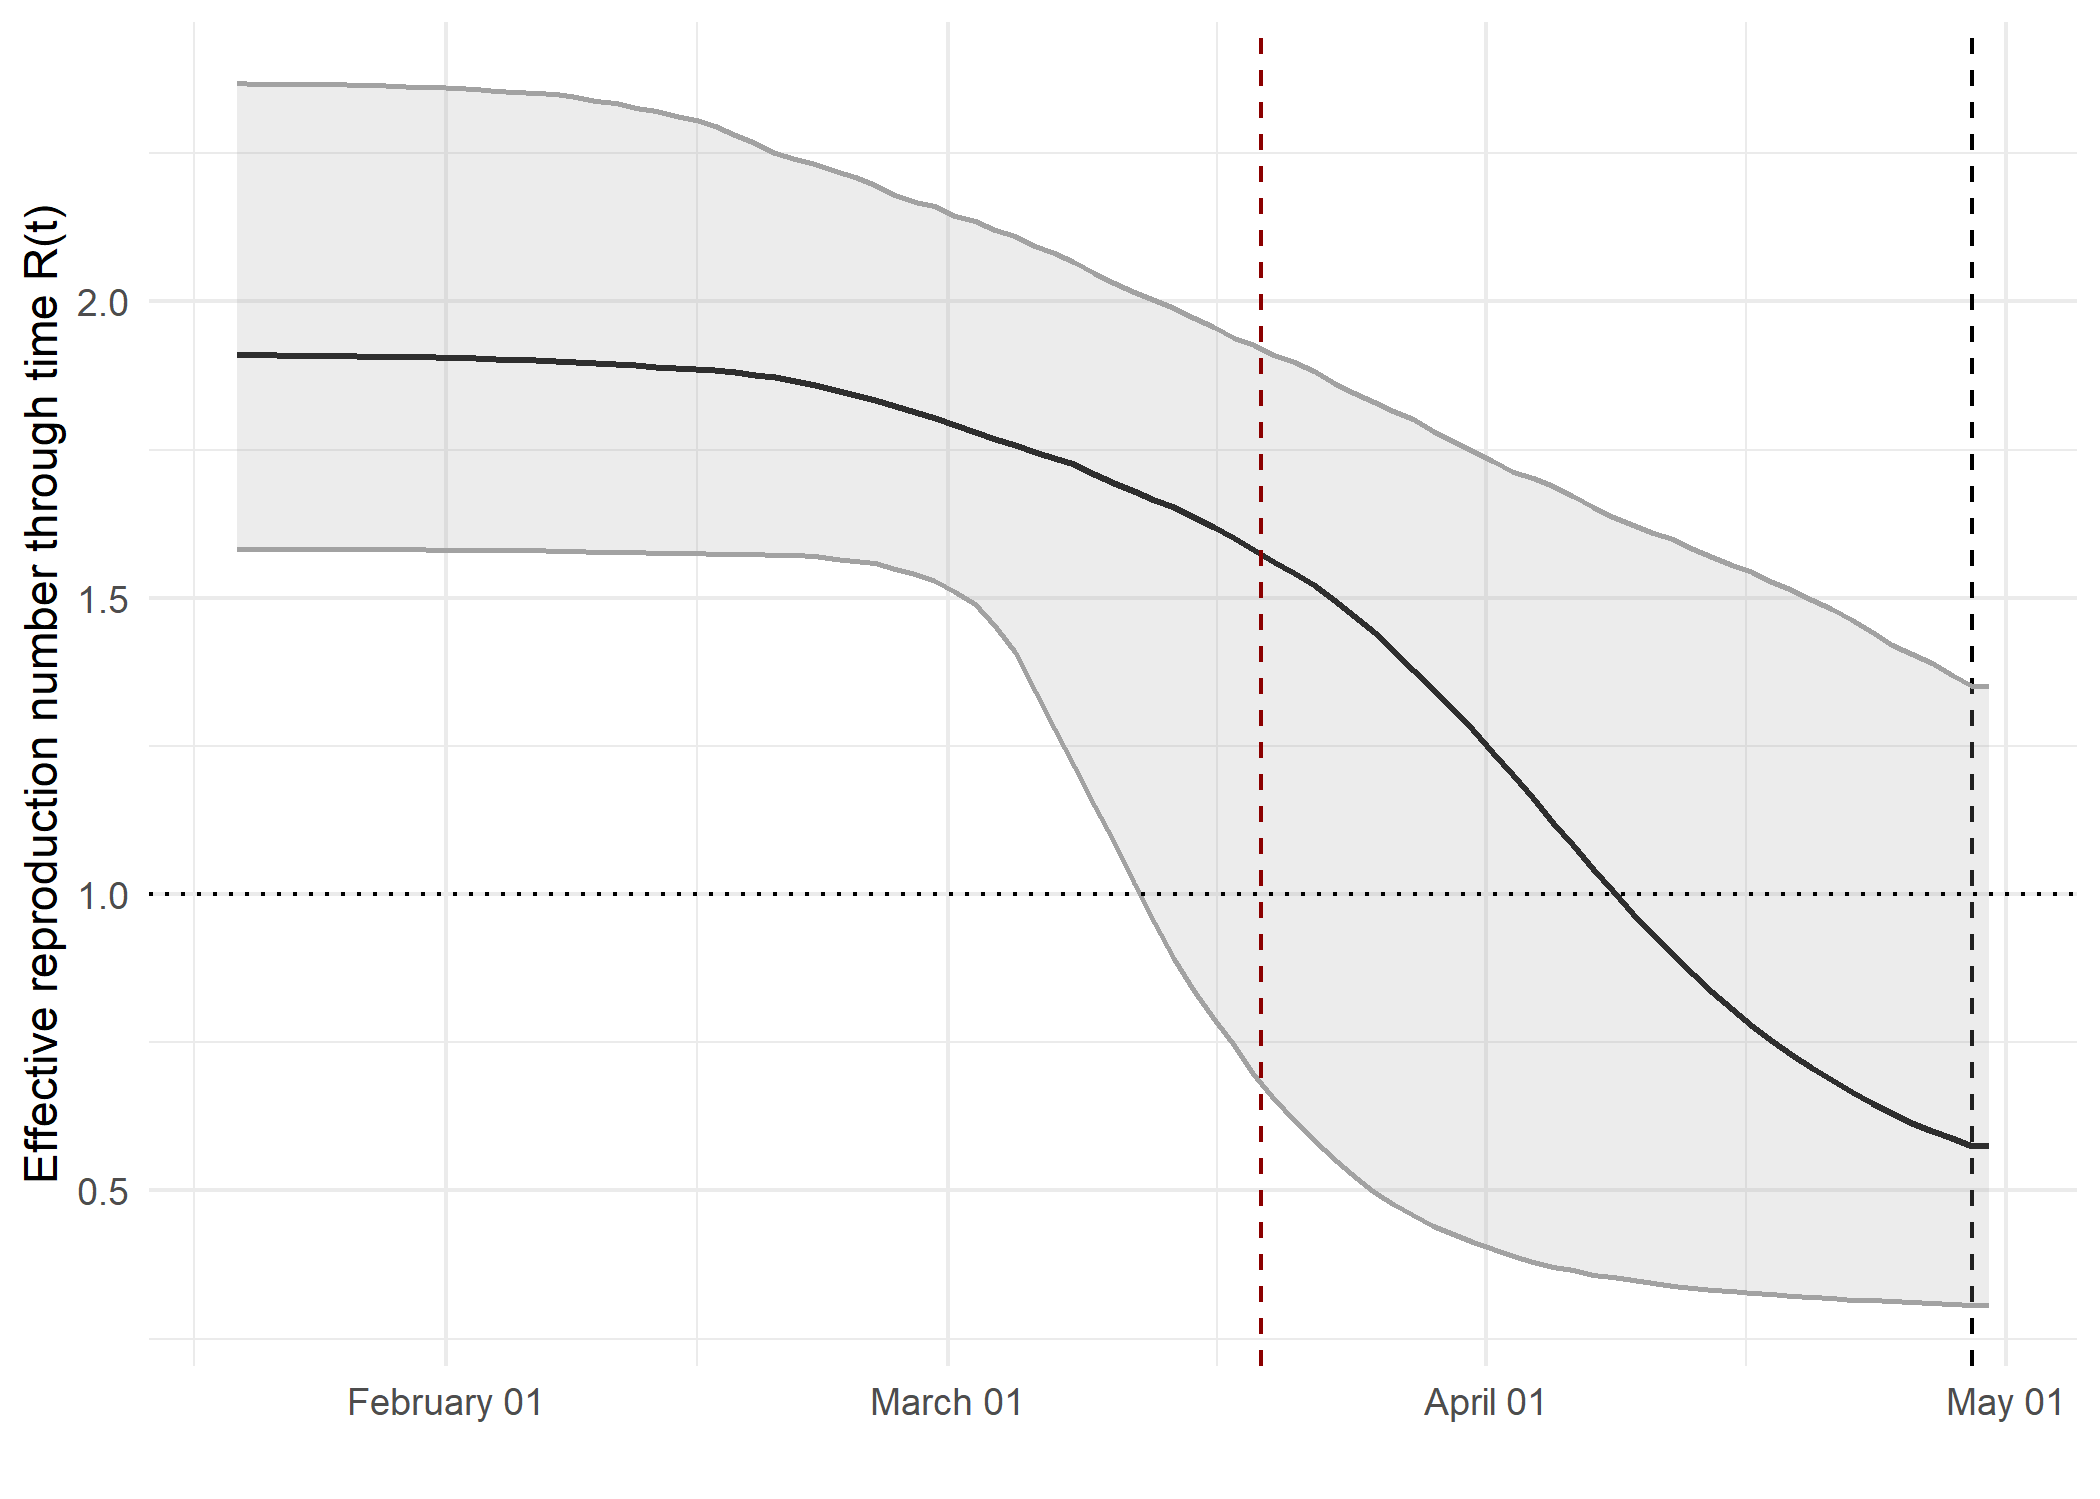 Effective reproduction number through time R(t)
2.0
1.5
1.0
0.5
February 01 March 01 April 01 May 01